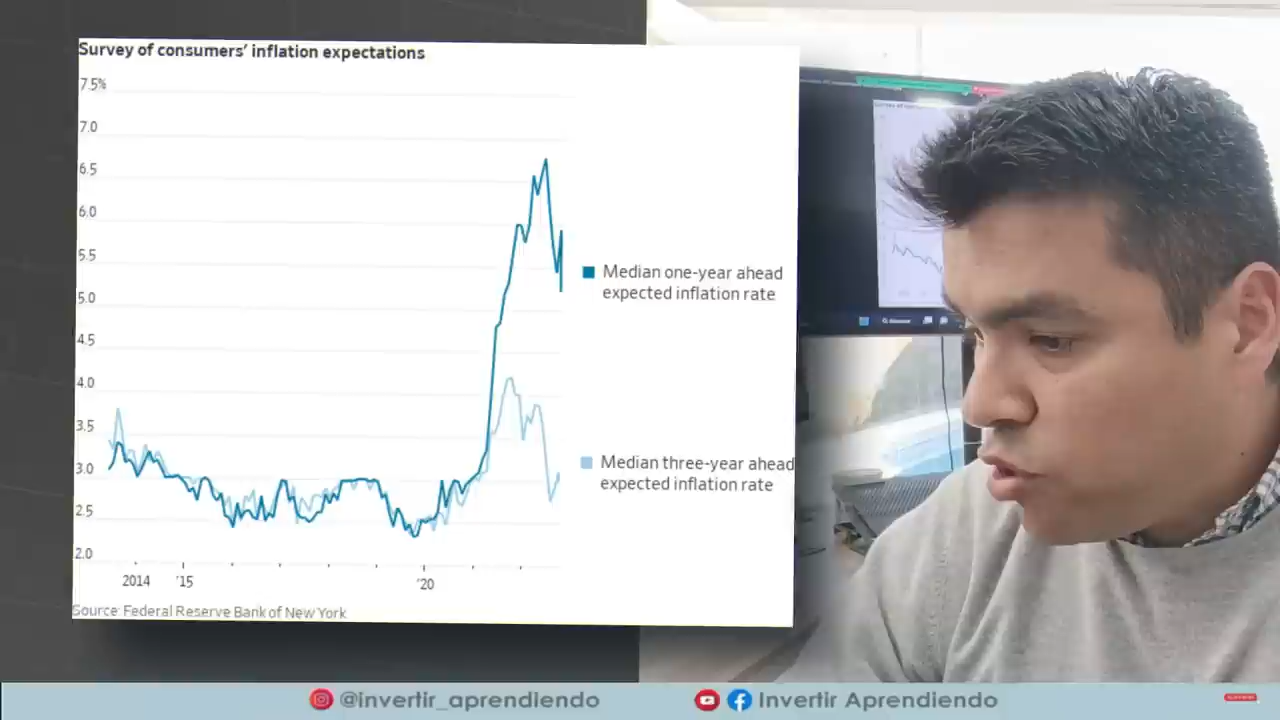 Survey of consumers’ inflation expectations
7.5%
7.0
6.5
6.0
5.5
5.0
4.5
4.0
3.5
3.0
2.5
2.0
2014 '15 '20
Median one-year ahead
expected inflation rate
Median three-year ahead
expected inflation rate
Source: Federal Reserve Bank of New York
@invertir_aprendiendo
Invertir Aprendiendo